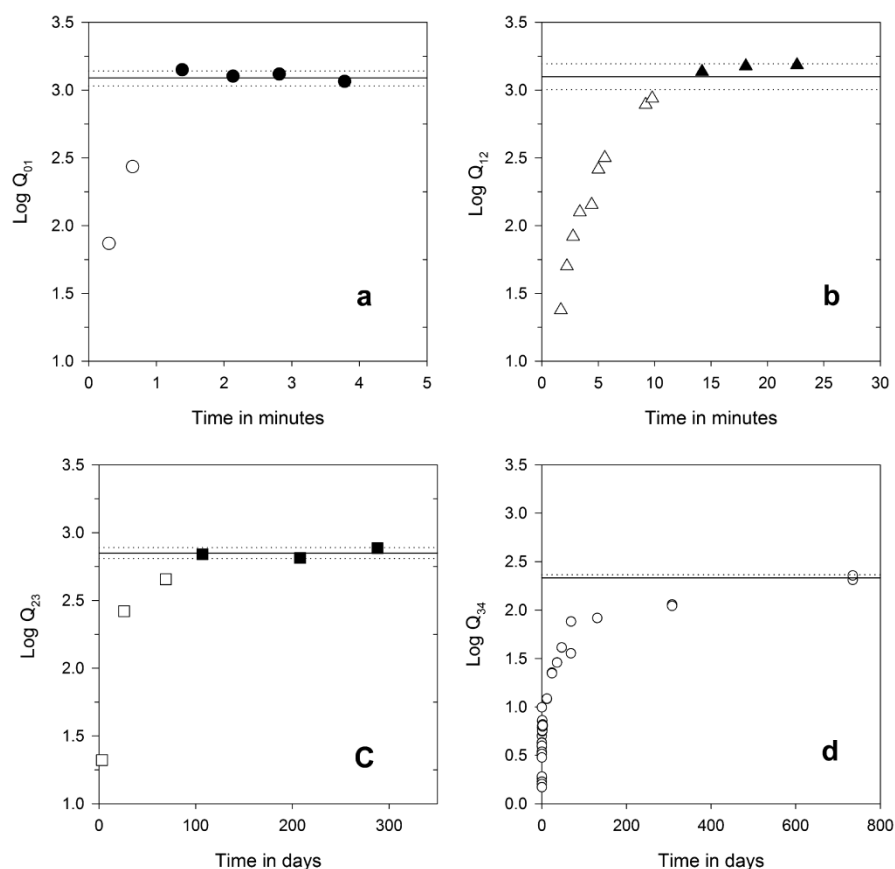 3.5
3.0
2.5
2.0
1.5
1.0
Log Q01
0 1 2 3 4 5
Time in minutes
a
3.5
3.0
2.5
2.0
1.5
1.0
Log Q12
0 5 10 15 20 25 30
Time in minutes
b
3.5
3.0
2.5
2.0
1.5
1.0
Log Q23
0 100 200 300
Time in days
C
3.5
3.0
2.5
2.0
1.5
1.0
0.5
0.0
Log Q34
0 200 400 600 800
Time in days
d